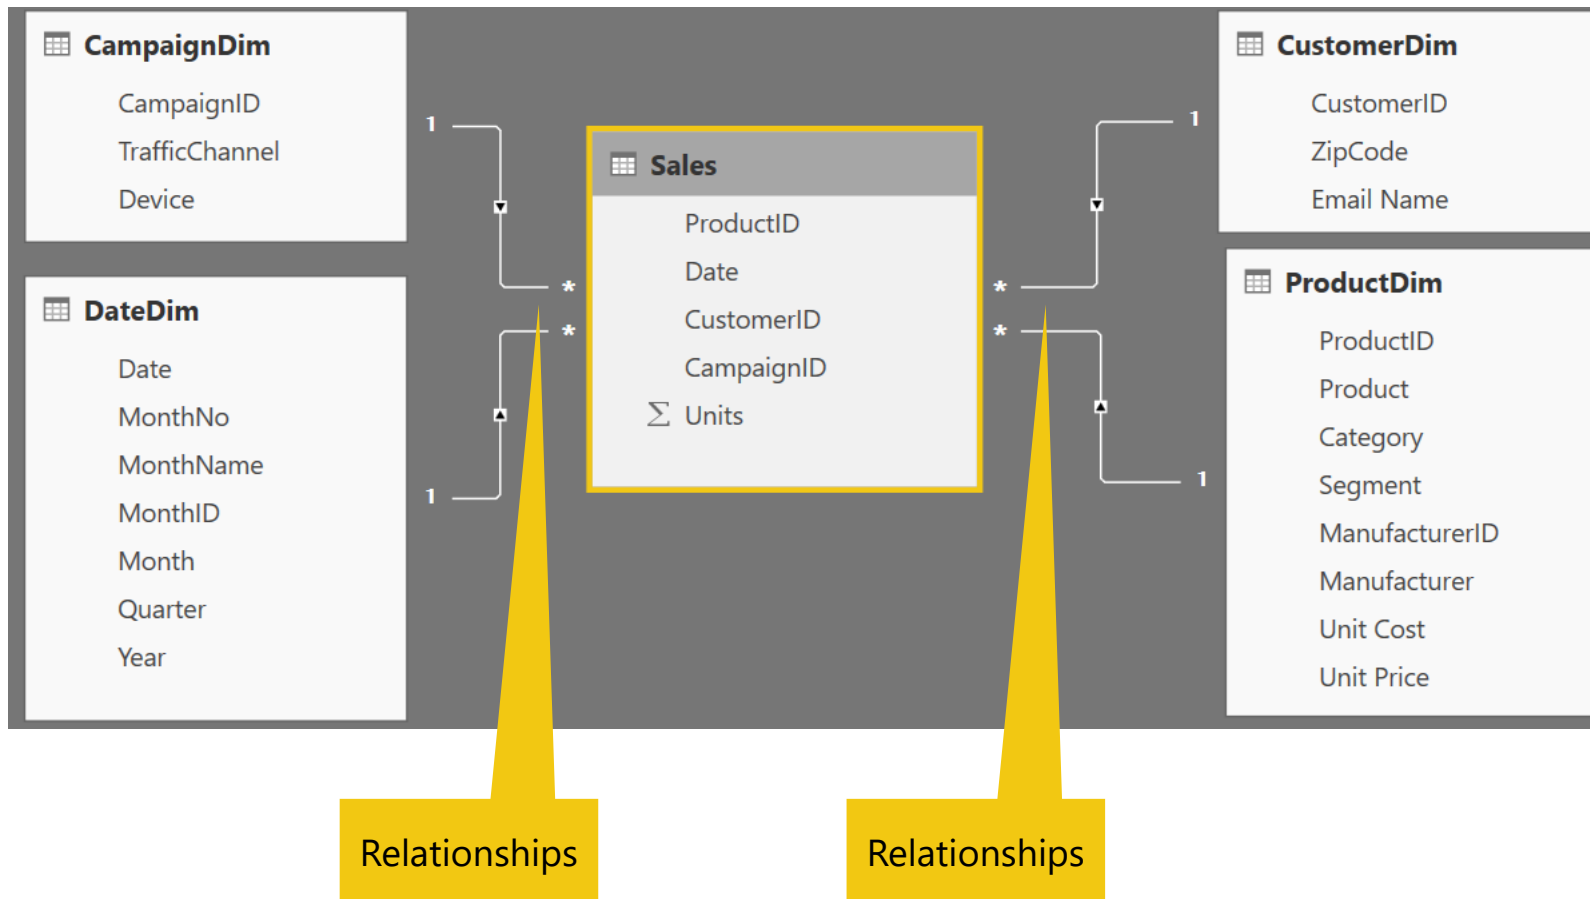 CampaignDim
CampaignID
TrafficChannel
Device
DateDim
Date
MonthNo
MonthName
MonthID
Month
Quarter
Year
1
*
*
1
Sales
ProductID
Date
CustomerID
CampaignID
Σ Units
1
*
*
1
CustomerDim
CustomerID
ZipCode
Email Name
ProductDim
ProductID
Product
Category
Segment
ManufacturerID
Manufacturer
Unit Cost
Unit Price
Relationships
Relationships